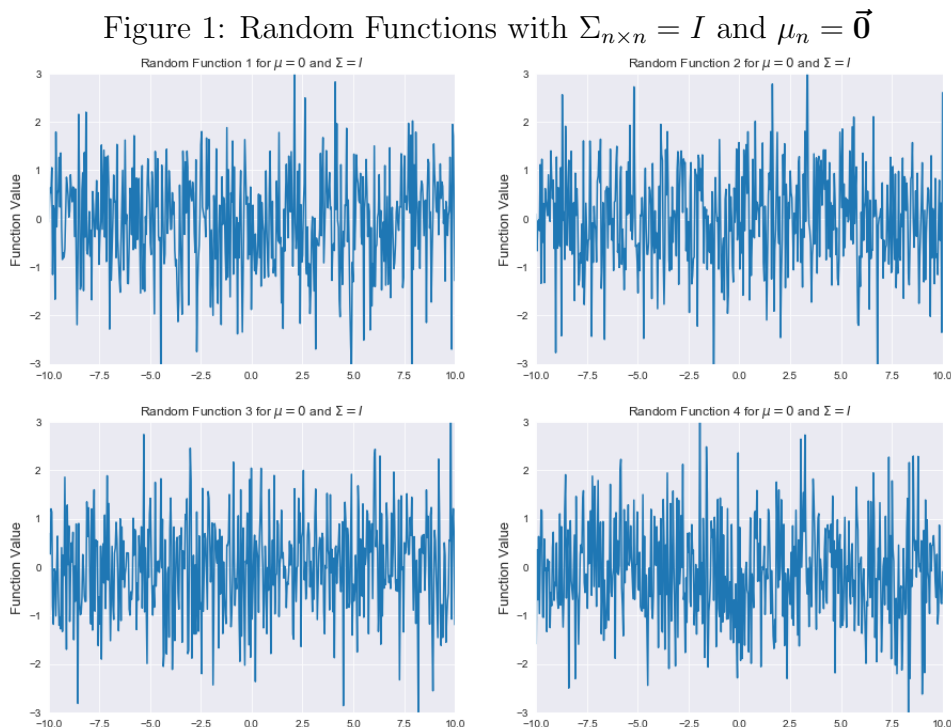 Figure 1: Random Functions with Σn×n = I and μn = 0⃗
Random Function 1 for μ = 0 and Σ = I
Function Value
3
2
1
0
−1
−2
−3
−10.0 −7.5 −5.0 −2.5 0.0 2.5 5.0 7.5 10.0
Random Function 2 for μ = 0 and Σ = I
Function Value
3
2
1
0
−1
−2
−3
−10.0 −7.5 −5.0 −2.5 0.0 2.5 5.0 7.5 10.0
Random Function 3 for μ = 0 and Σ = I
Function Value
3
2
1
0
−1
−2
−3
−10.0 −7.5 −5.0 −2.5 0.0 2.5 5.0 7.5 10.0
Random Function 4 for μ = 0 and Σ = I
Function Value
3
2
1
0
−1
−2
−3
−10.0 −7.5 −5.0 −2.5 0.0 2.5 5.0 7.5 10.0